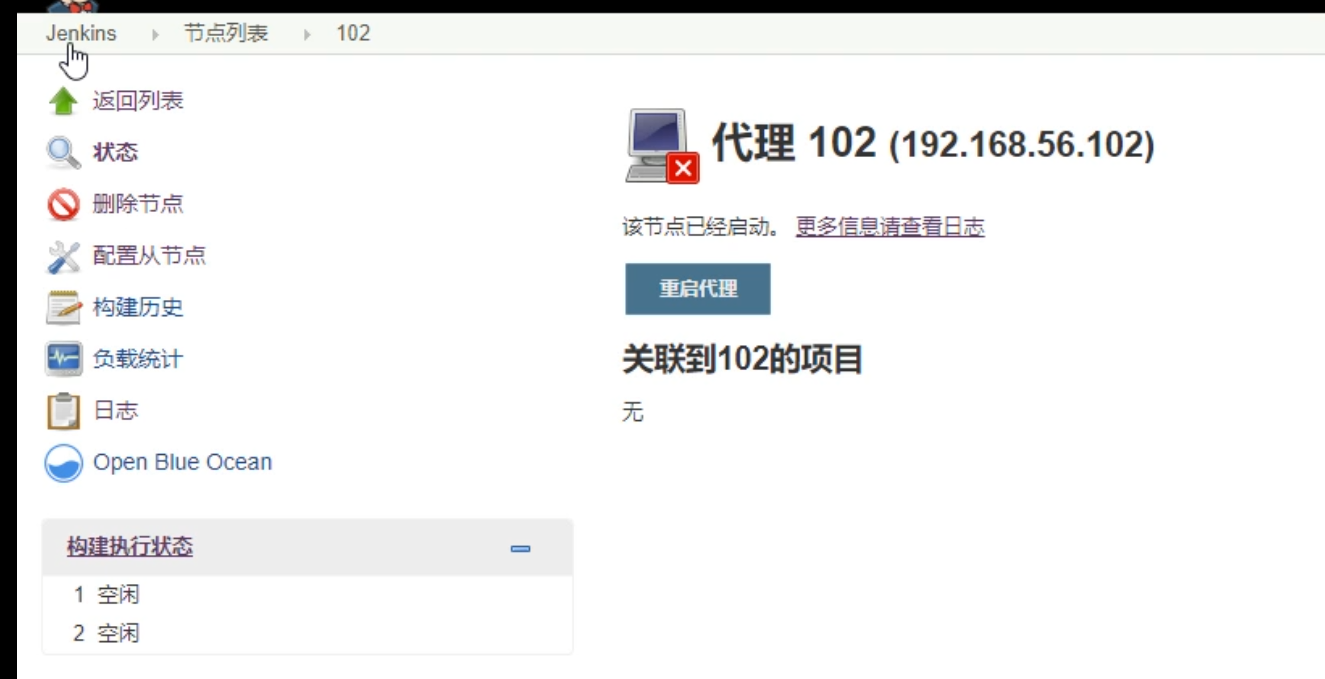 Jenkins 节点列表 102
返回列表
状态
删除节点
配置从节点
构建历史
负载统计
日志
Open Blue Ocean
构建执行状态
1 空闲
2 空闲
代理 102 (192.168.56.102)
该节点已经启动。 更多信息请查看日志
重启代理
关联到102的项目
无